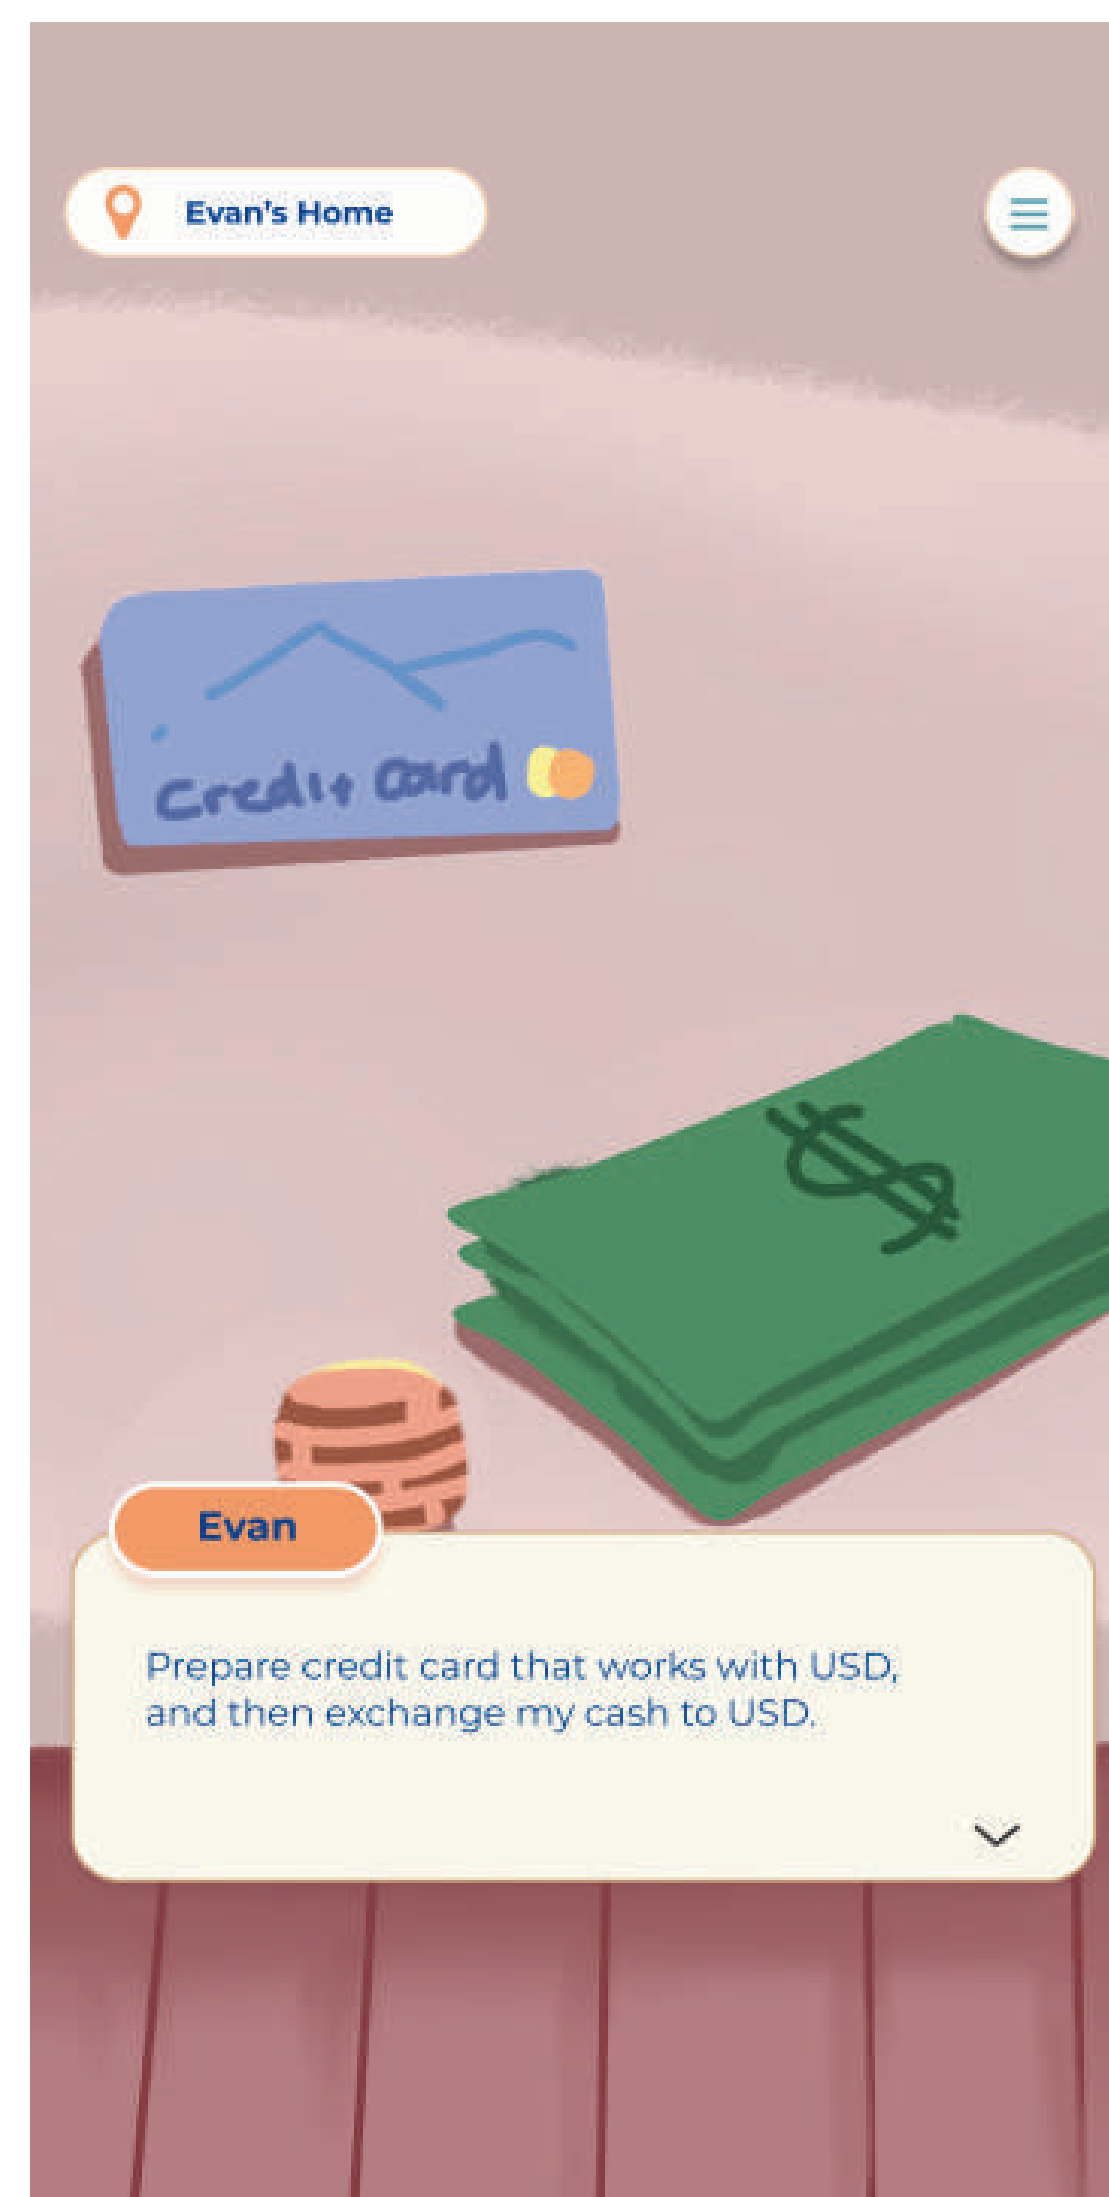 Evan's Home
Credit Card
$
Evan
Prepare credit card that works with USD,
and then exchange my cash to USD.